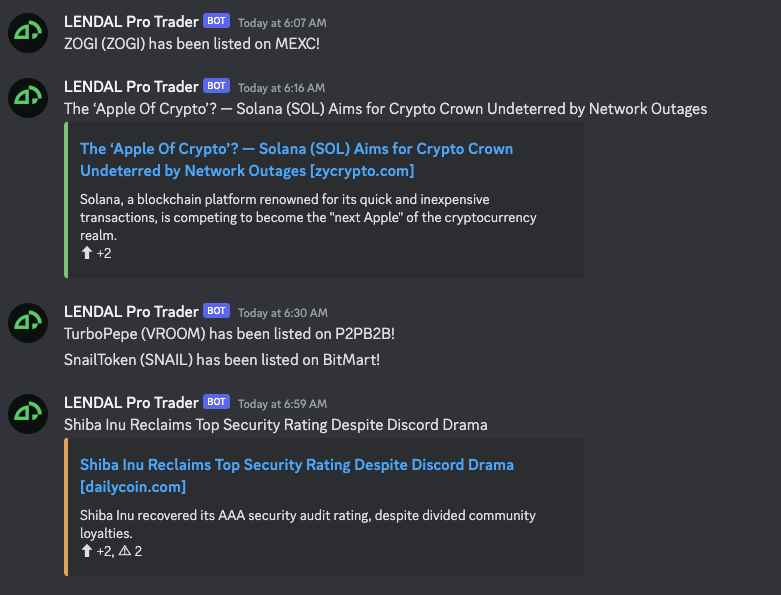 LENDAL Pro Trader BOT Today at 6:07 AM
ZOGI (ZOGI) has been listed on MEXC!
LENDAL Pro Trader BOT Today at 6:16 AM
The ‘Apple Of Crypto’? — Solana (SOL) Aims for Crypto Crown Undeterred by Network Outages
The ‘Apple Of Crypto’? — Solana (SOL) Aims for Crypto Crown
Undeterred by Network Outages [zycrypto.com]
Solana, a blockchain platform renowned for its quick and inexpensive
transactions, is competing to become the "next Apple" of the cryptocurrency
realm.
⬆ +2
LENDAL Pro Trader BOT Today at 6:30 AM
TurboPepe (VROOM) has been listed on P2PB2B!
SnailToken (SNAIL) has been listed on BitMart!
LENDAL Pro Trader BOT Today at 6:59 AM
Shiba Inu Reclaims Top Security Rating Despite Discord Drama
Shiba Inu Reclaims Top Security Rating Despite Discord Drama
[dailycoin.com]
Shiba Inu recovered its AAA security audit rating, despite divided community
loyalties.
⬆ +2, ⚠ 2